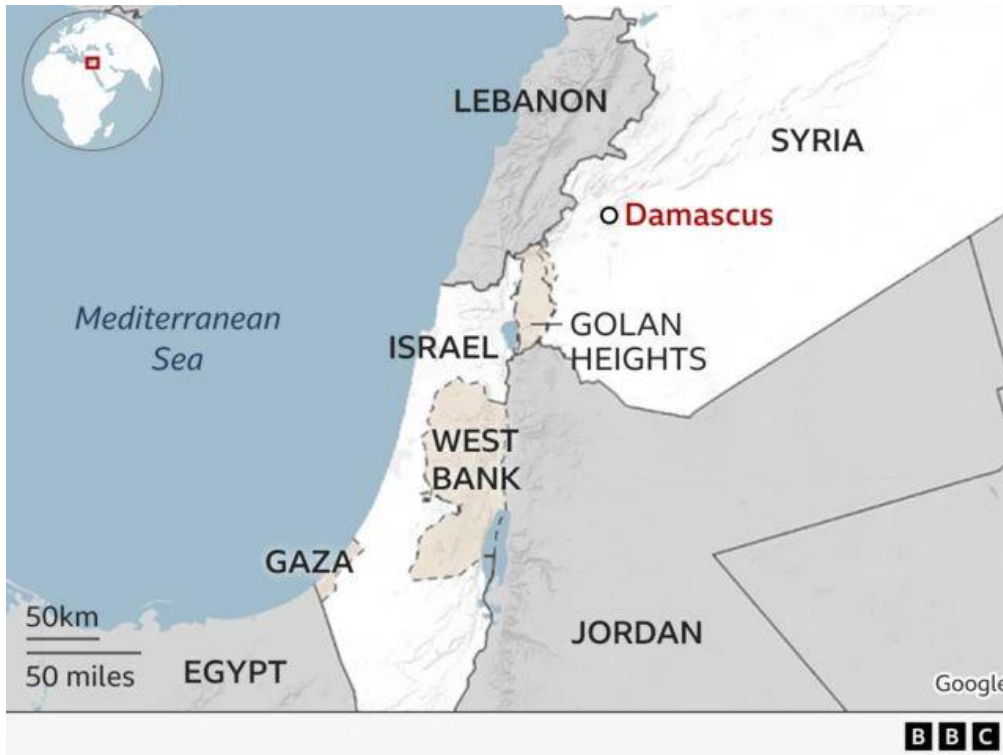 LEBANON
SYRIA
Damascus
Mediterranean
Sea
ISRAEL
GOLAN
HEIGHTS
WEST
BANK
GAZA
50km
50 miles
EGYPT
JORDAN
Google
BBC